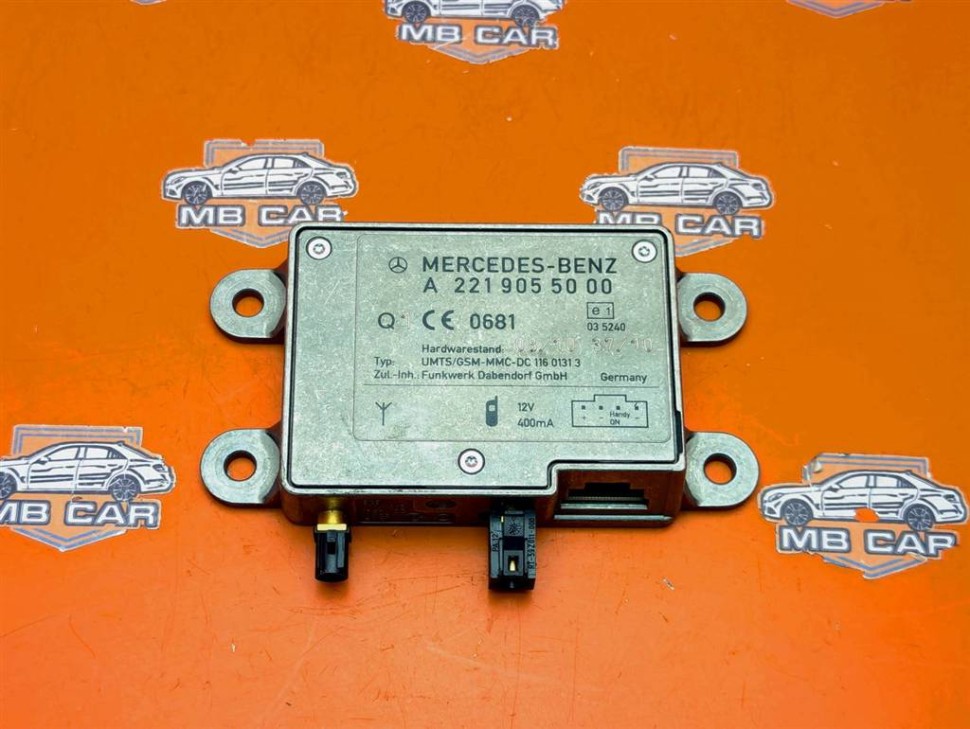 MB CAR
MB CAR
MB CAR
MERCEDES-BENZ
A 221 905 50 00
Q CE 0681
e 1
03 5240
Hardwarestand:
Typ: UMTS/GSM-MMC-DC 116 0131 3
Zul.-Inh.: Funkwerk Dabendorf GmbH Germany
12V
400mA
+ - Handy -
ON
MB CAR
MB CAR